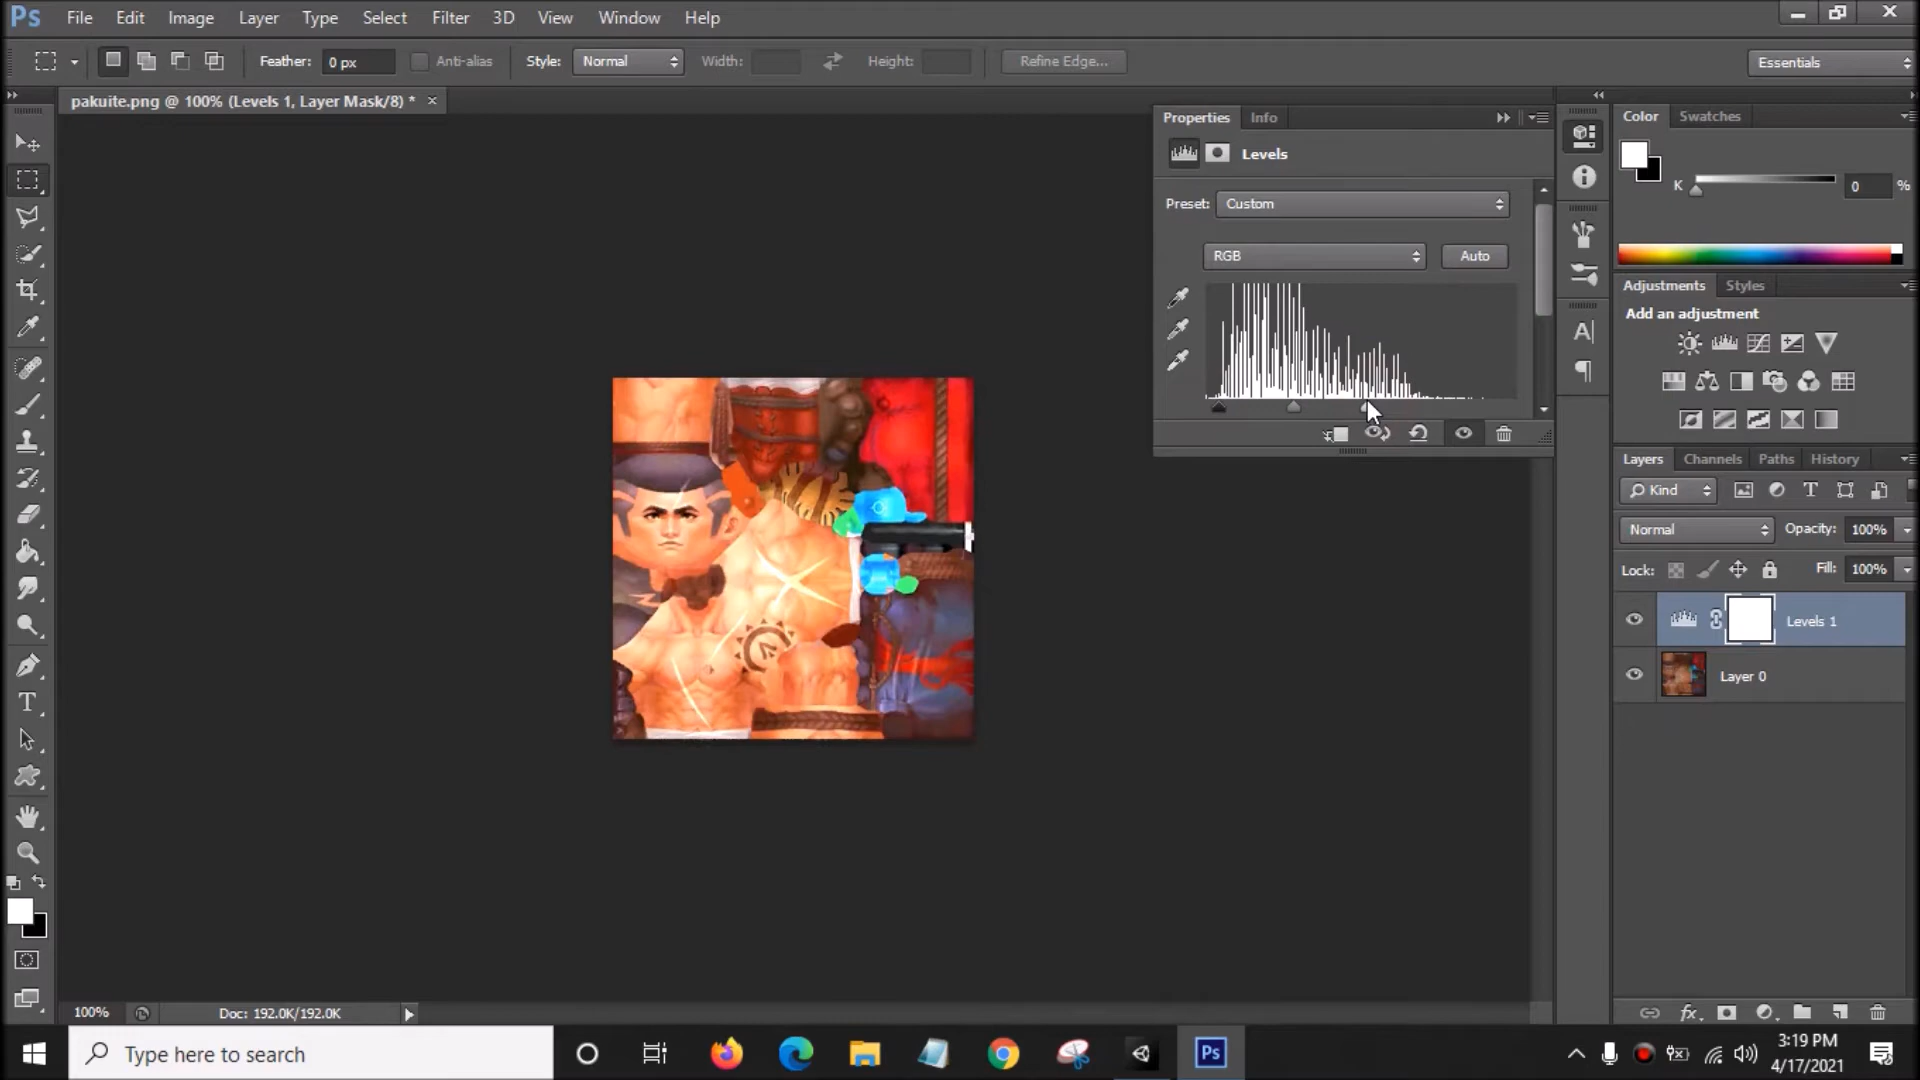 Ps File Edit Image Layer Type Select Filter 3D View Window Help
Feather: 0 px Anti-alias Style: Normal Width: Height: Refine Edge... Essentials
pakuite.png @ 100% (Levels 1, Layer Mask/8) *
Properties Info
Levels
Preset: Custom
RGB Auto
Color Swatches
K 0 %
Adjustments Styles
Add an adjustment
Layers Channels Paths History
Kind
Normal Opacity: 100%
Lock: Fill: 100%
Levels 1
Layer 0
100% Doc: 192.0K/192.0K
Type here to search
Ps
3:19 PM
4/17/2021